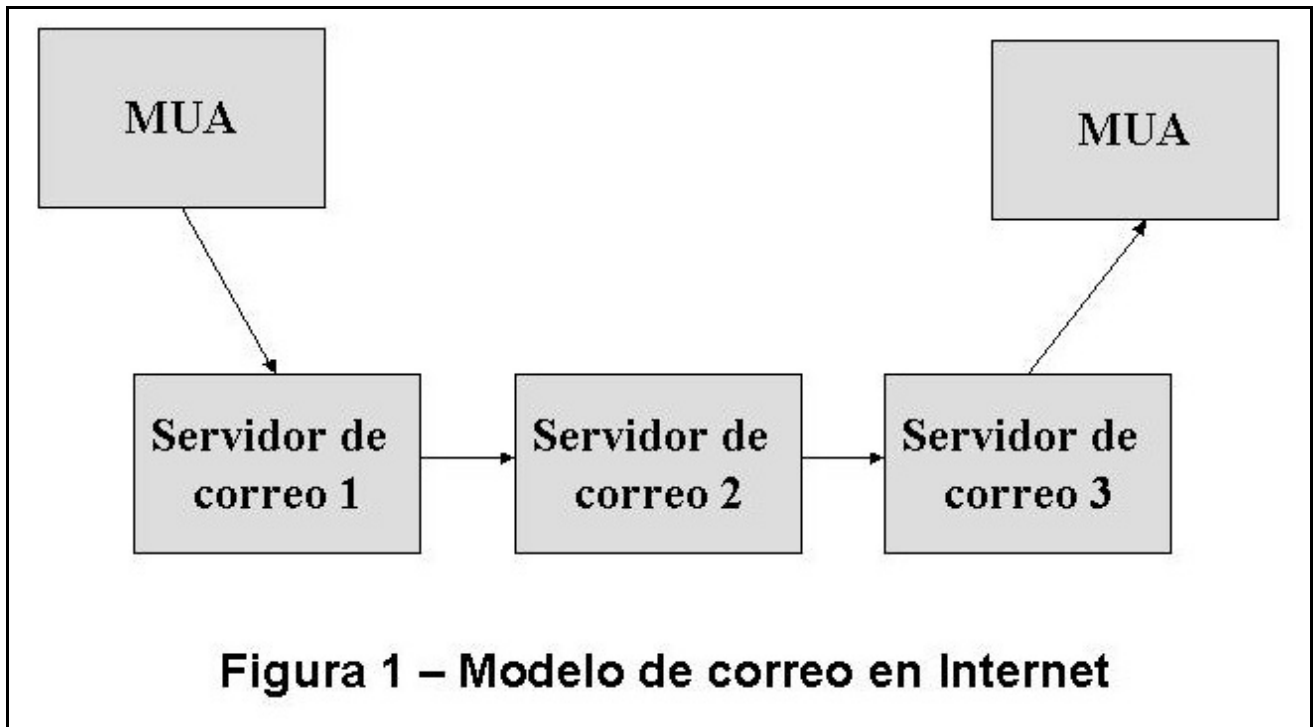 MUA
MUA
Servidor de
correo 1
Servidor de
correo 2
Servidor de
correo 3
Figura 1 – Modelo de correo en Internet